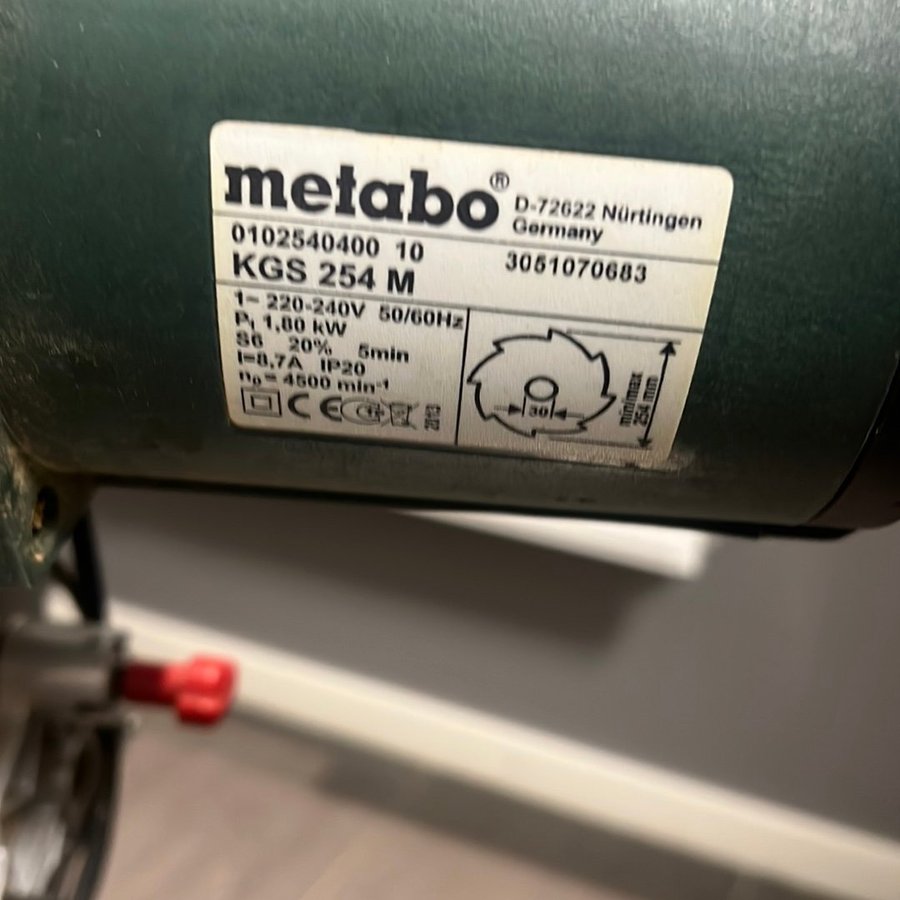 metabo®
D-72622 Nürtingen
Germany
0102540400 10
3051070683
KGS 254 M
1~ 220-240V 50/60Hz
P₁ 1,80 kW
S6 20% 5min
I=8,7A IP20
n₀ = 4500 min⁻¹
CE
2013
30
min/max
254 mm